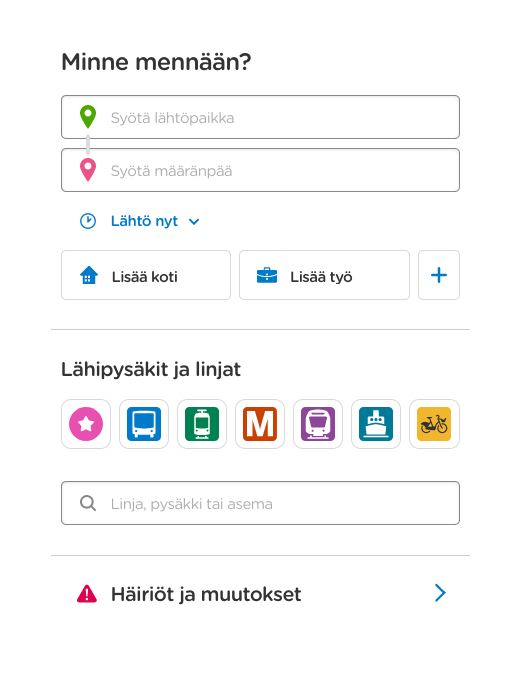 Minne mennään?
Syötä lähtöpaikka
Syötä määränpää
Lähtö nyt
Lisää koti
Lisää työ
Lähipysäkit ja linjat
M
Linja, pysäkki tai asema
Häiriöt ja muutokset